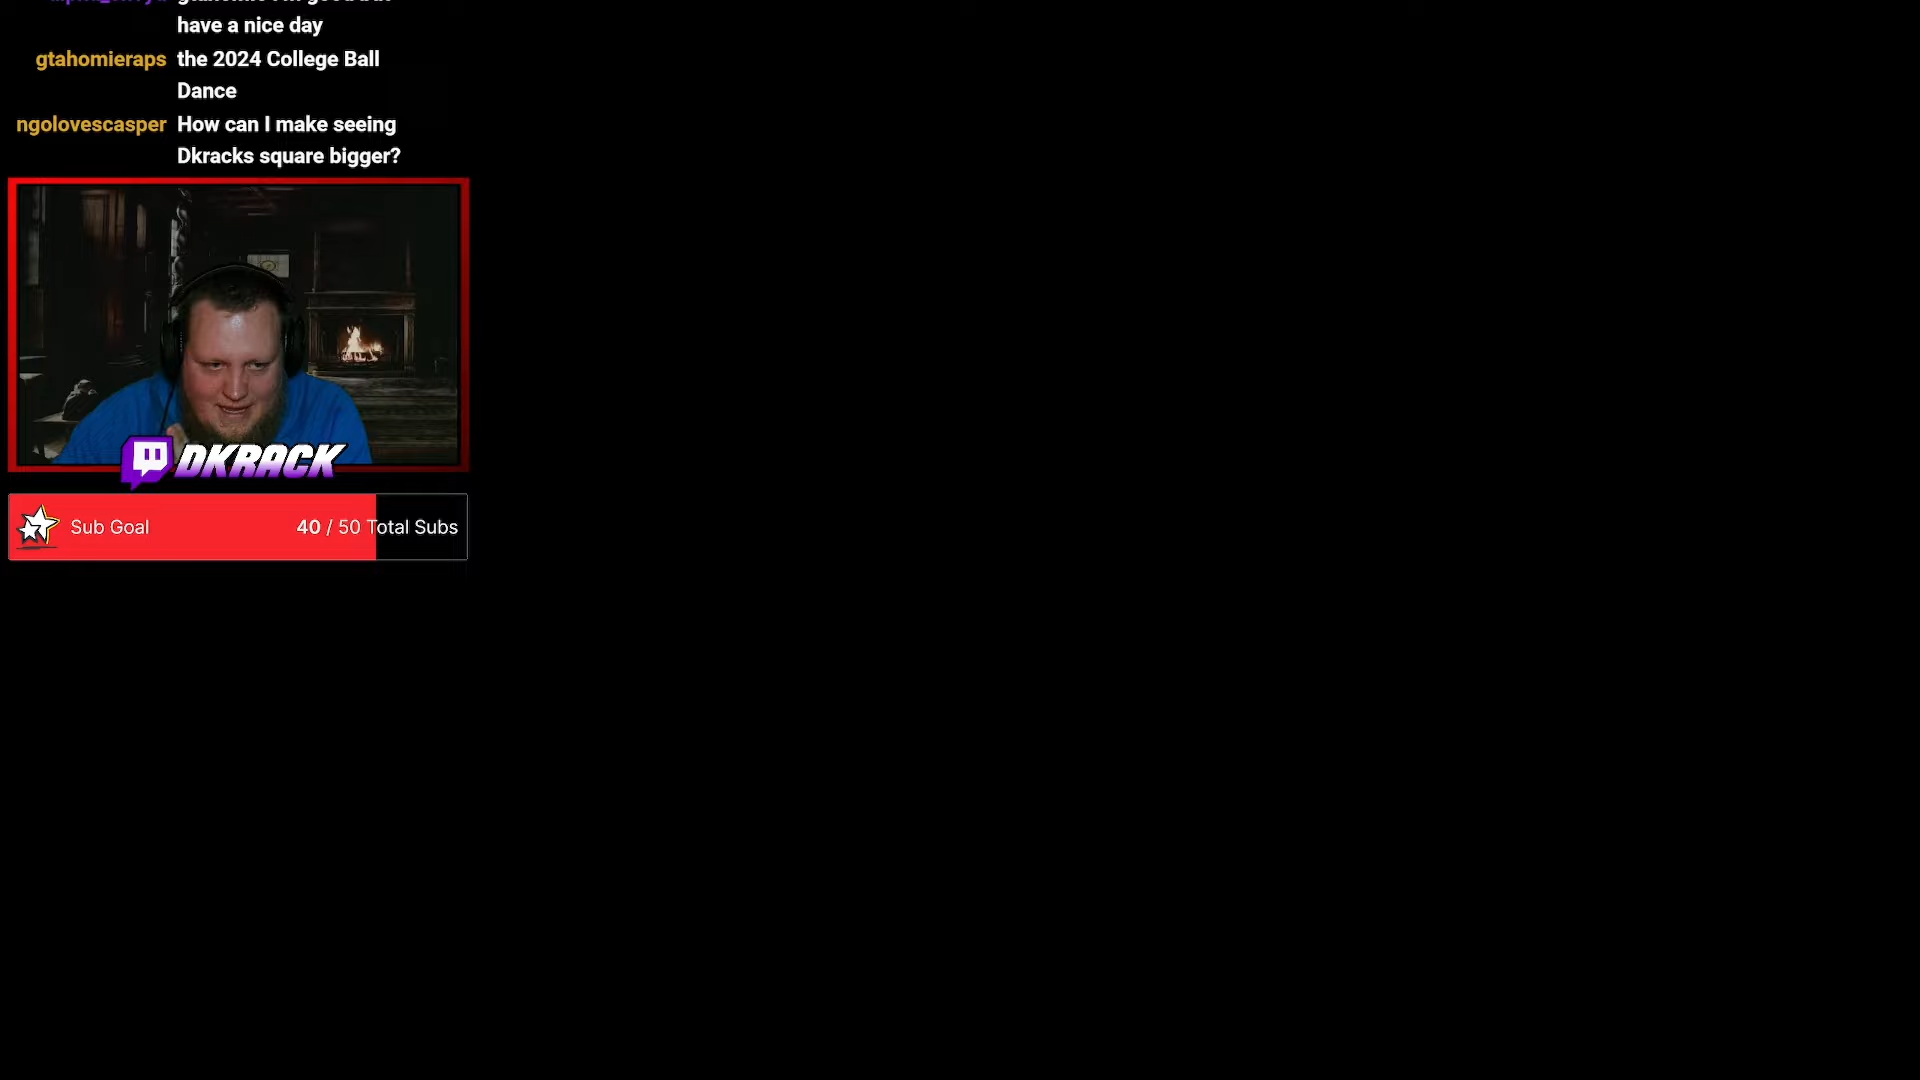 have a nice day
gtahomieraps the 2024 College Ball
Dance
ngolovescasper How can I make seeing
Dkracks square bigger?
DKRACK
Sub Goal 40 / 50 Total Subs